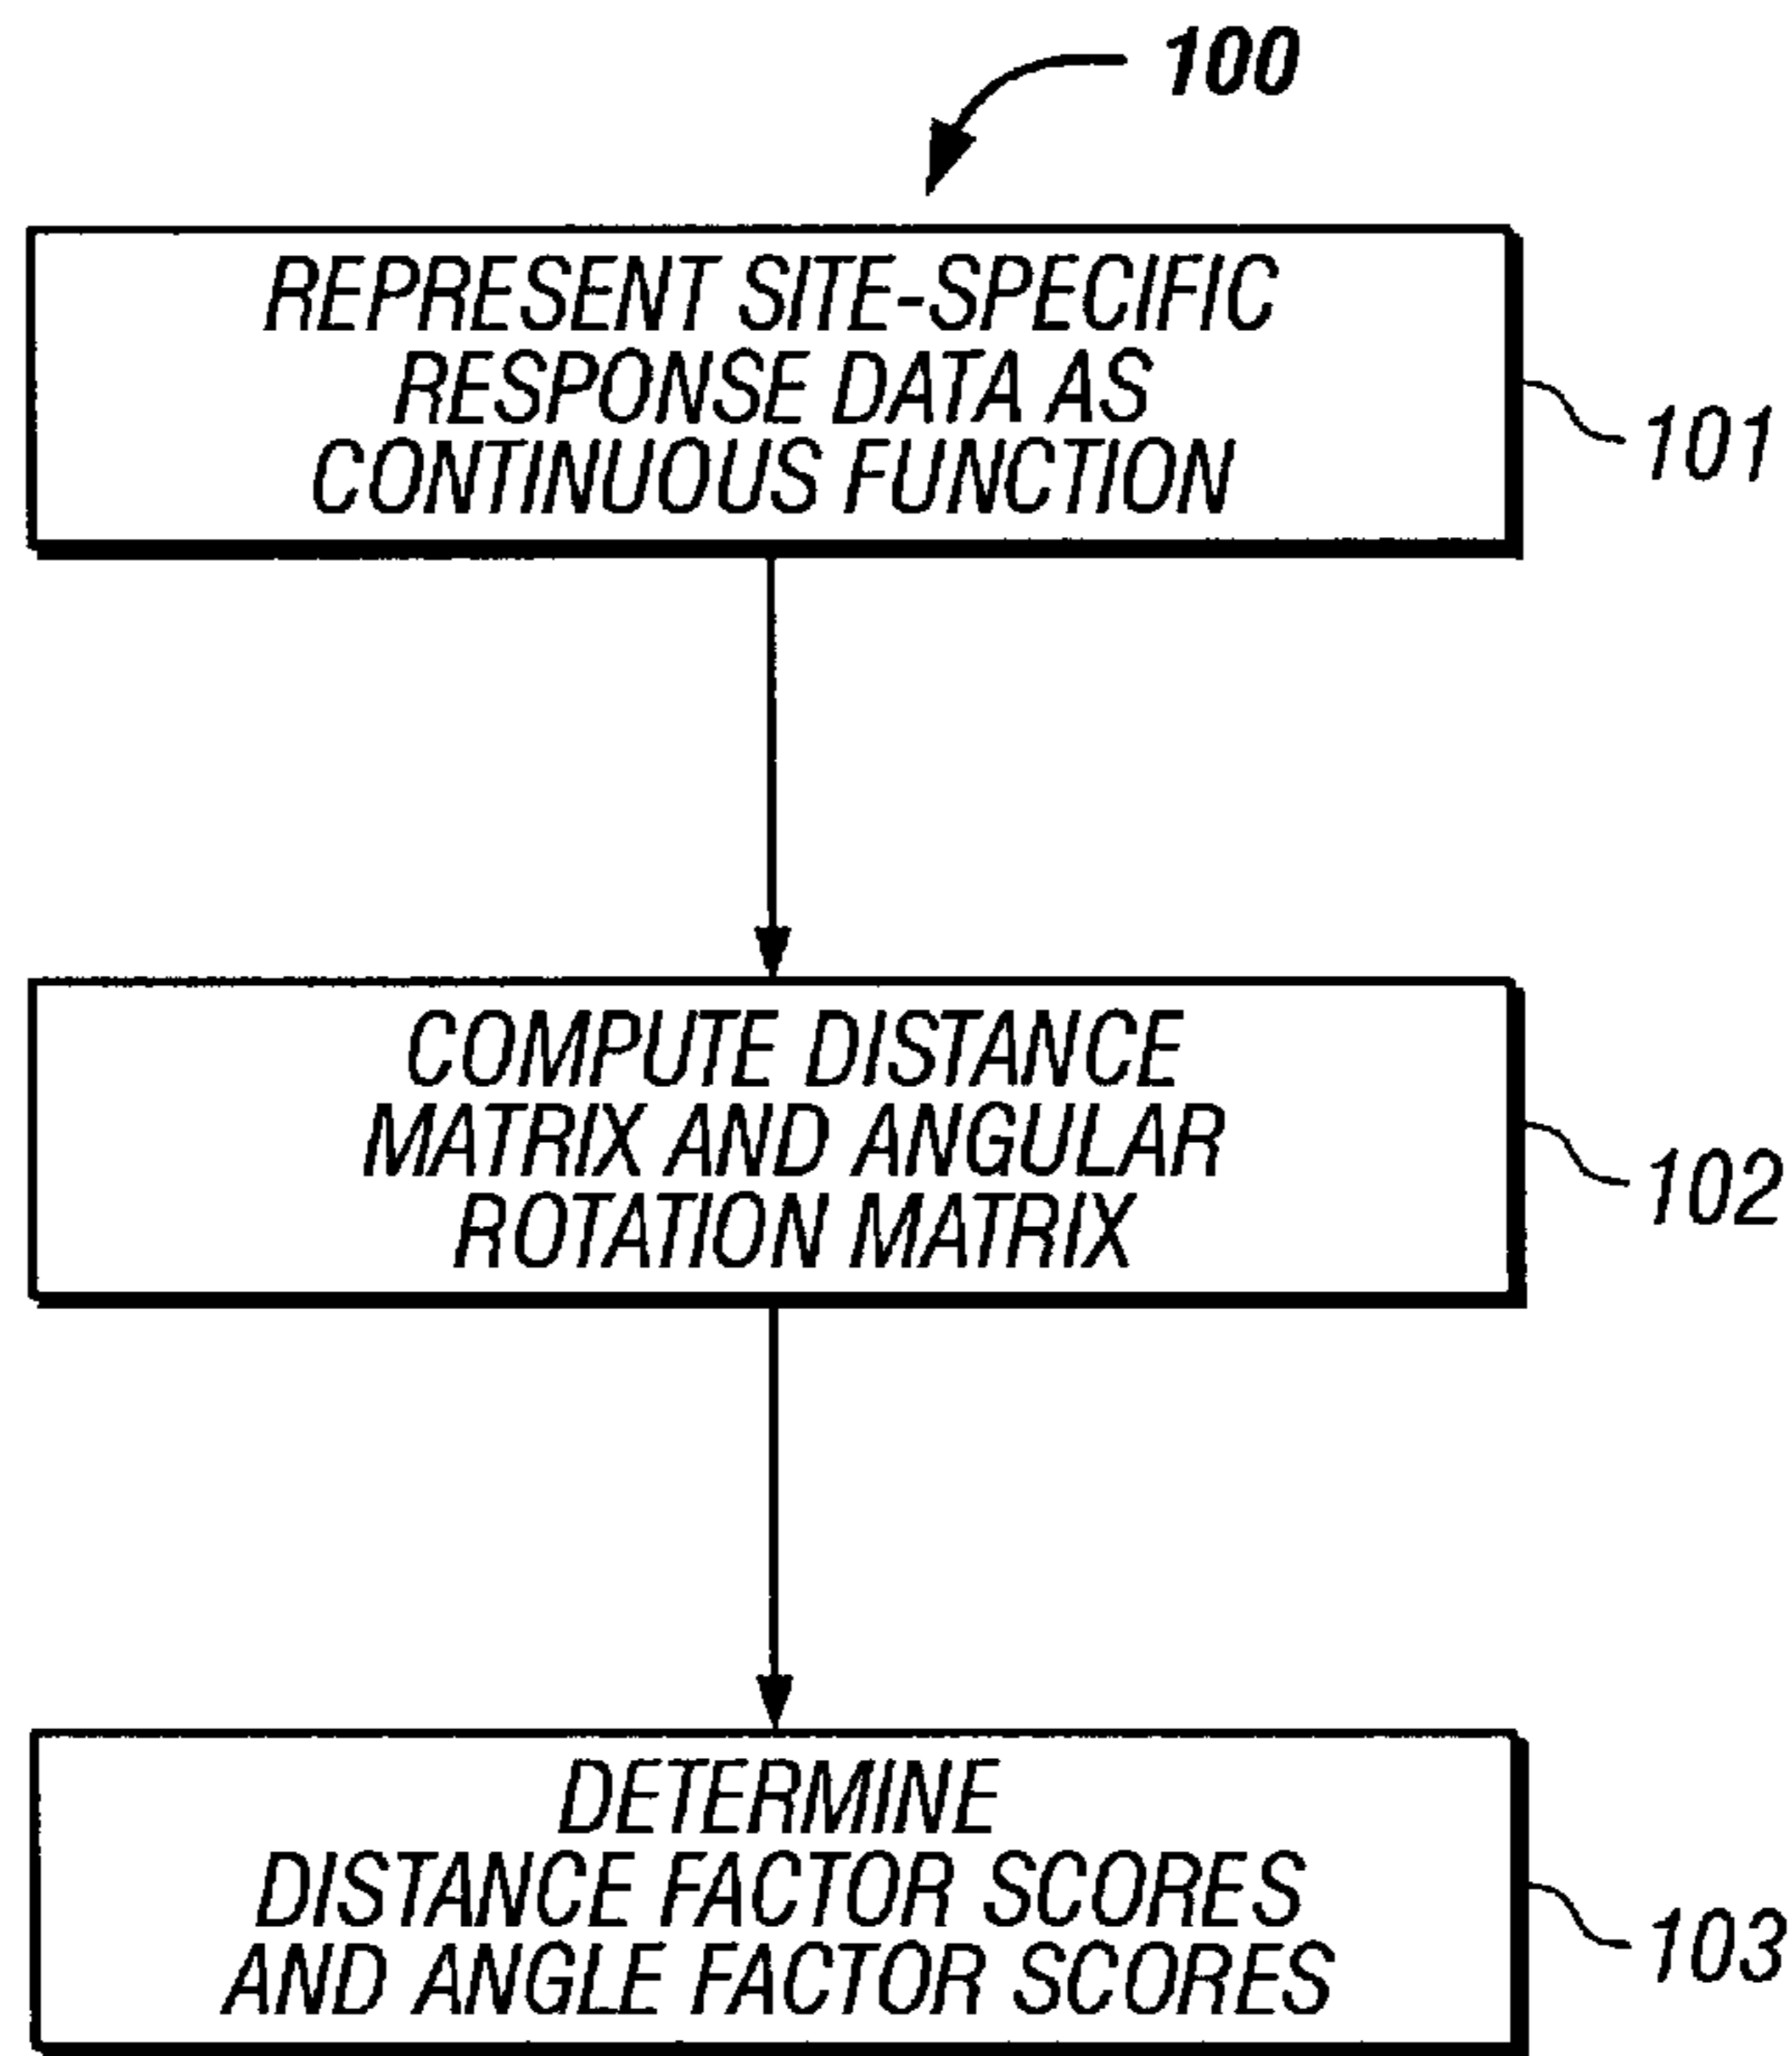 100
REPRESENT SITE-SPECIFIC
RESPONSE DATA AS
CONTINUOUS FUNCTION
101
COMPUTE DISTANCE
MATRIX AND ANGULAR
ROTATION MATRIX
102
DETERMINE
DISTANCE FACTOR SCORES
AND ANGLE FACTOR SCORES
103